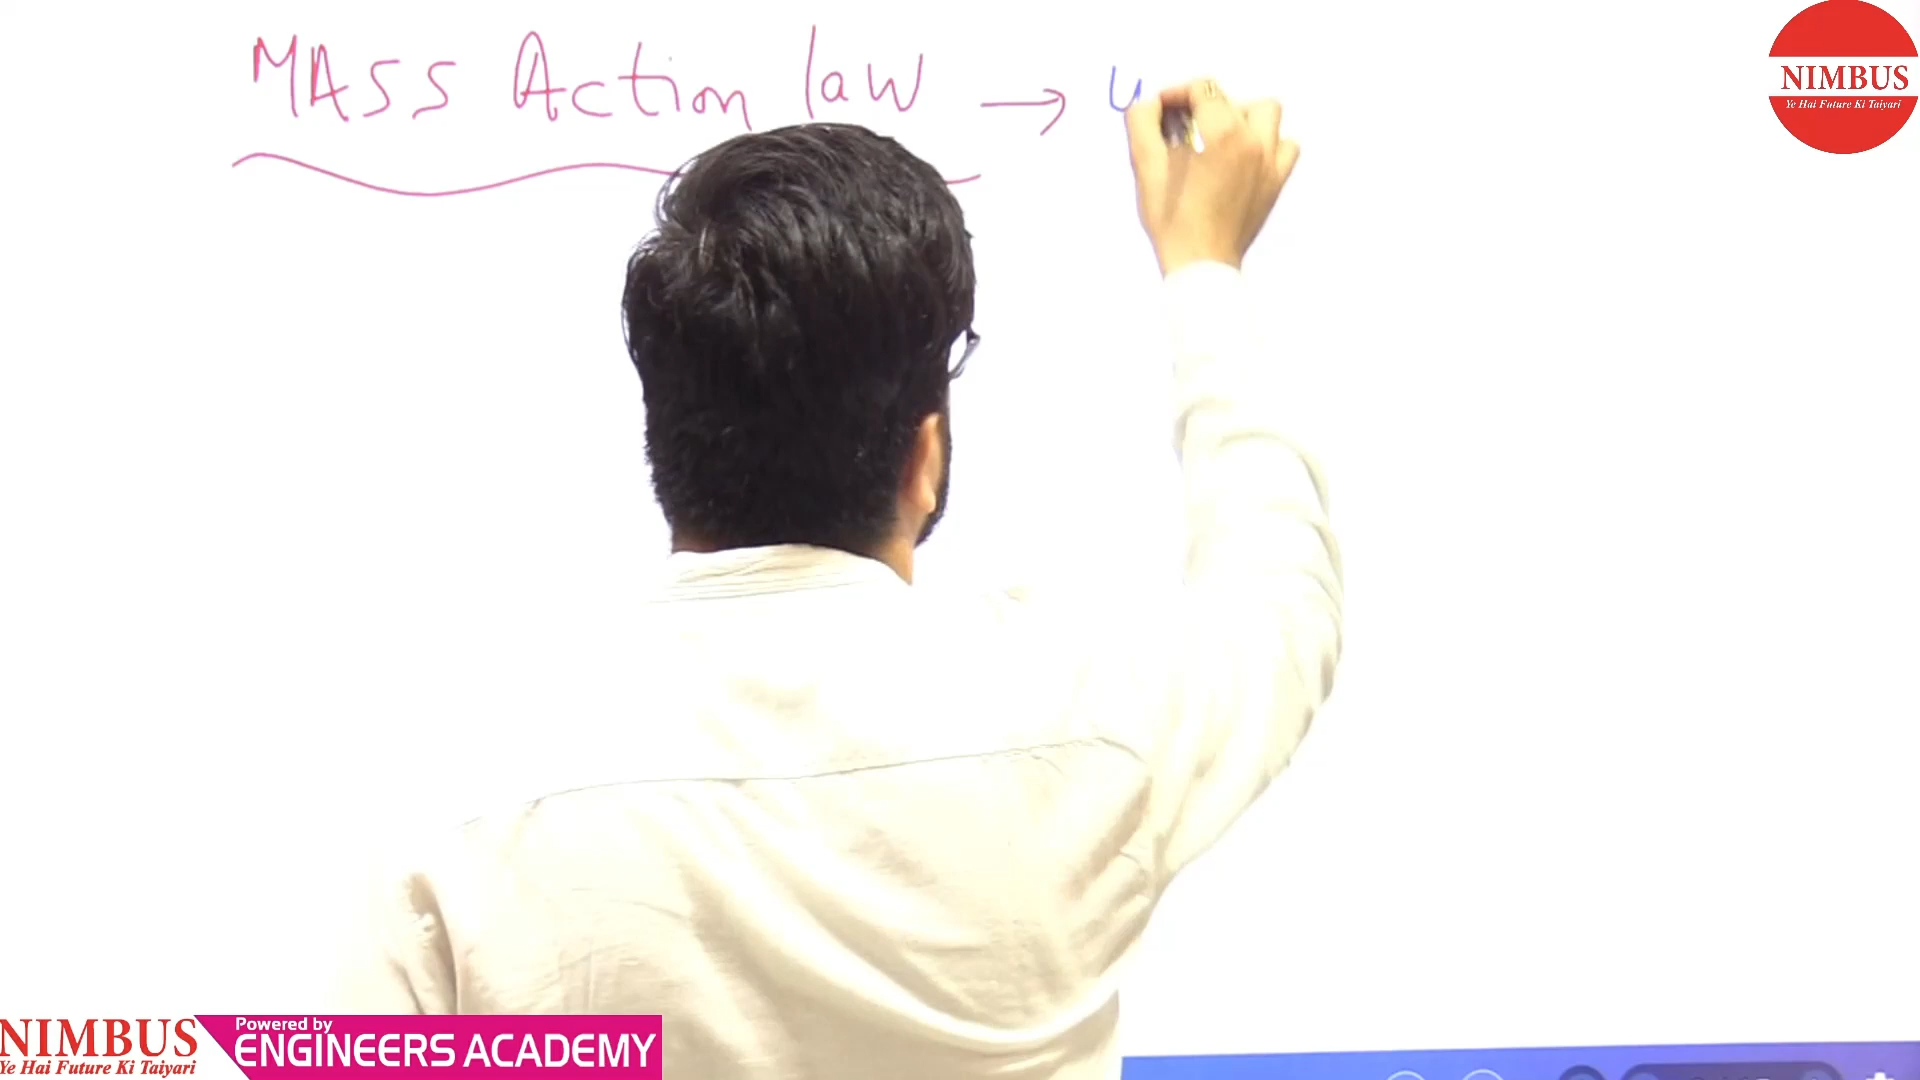 MASS Action law →
NIMBUS
Ye Hai Future Ki Taiyari
NIMBUS
Ye Hai Future Ki Taiyari
Powered by
ENGINEERS ACADEMY